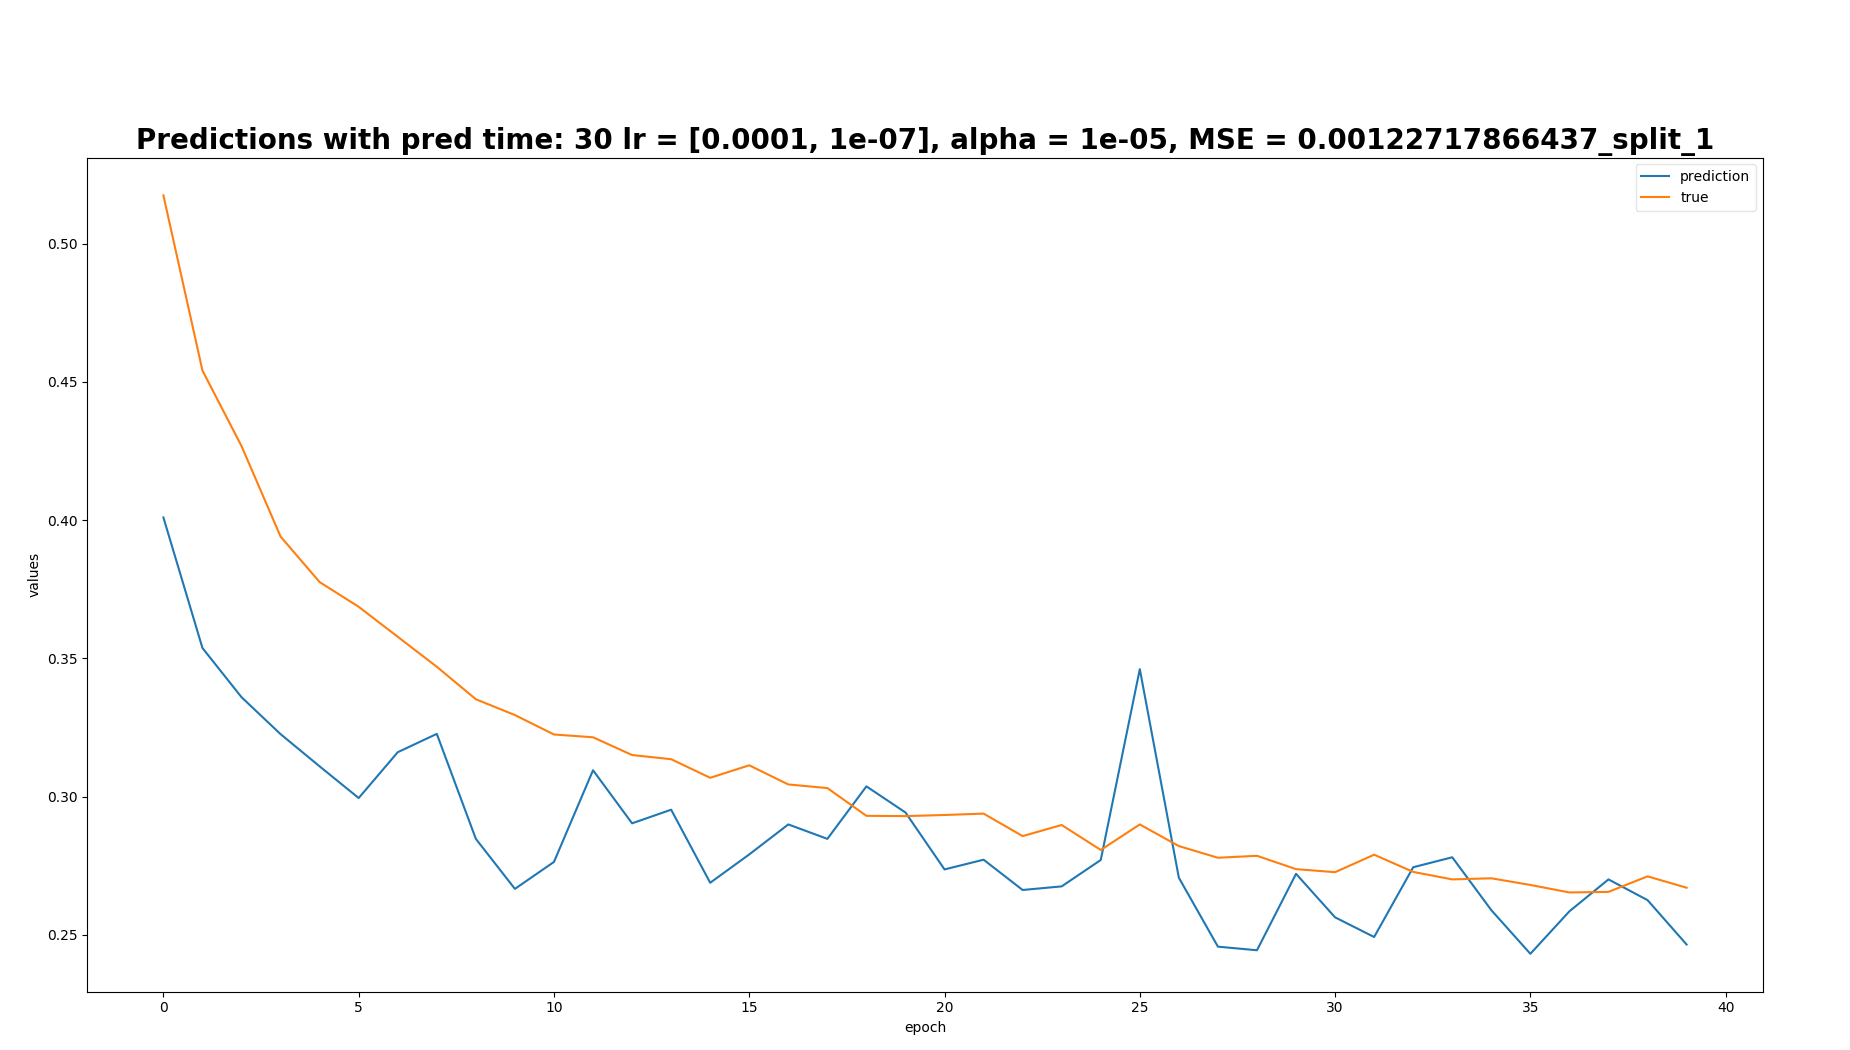 Predictions with pred time: 30 lr = [0.0001, 1e-07], alpha = 1e-05, MSE = 0.00122717866437_split_1
prediction
true
0.50
0.45
0.40
0.35
0.30
0.25
values
0 5 10 15 20 25 30 35 40
epoch